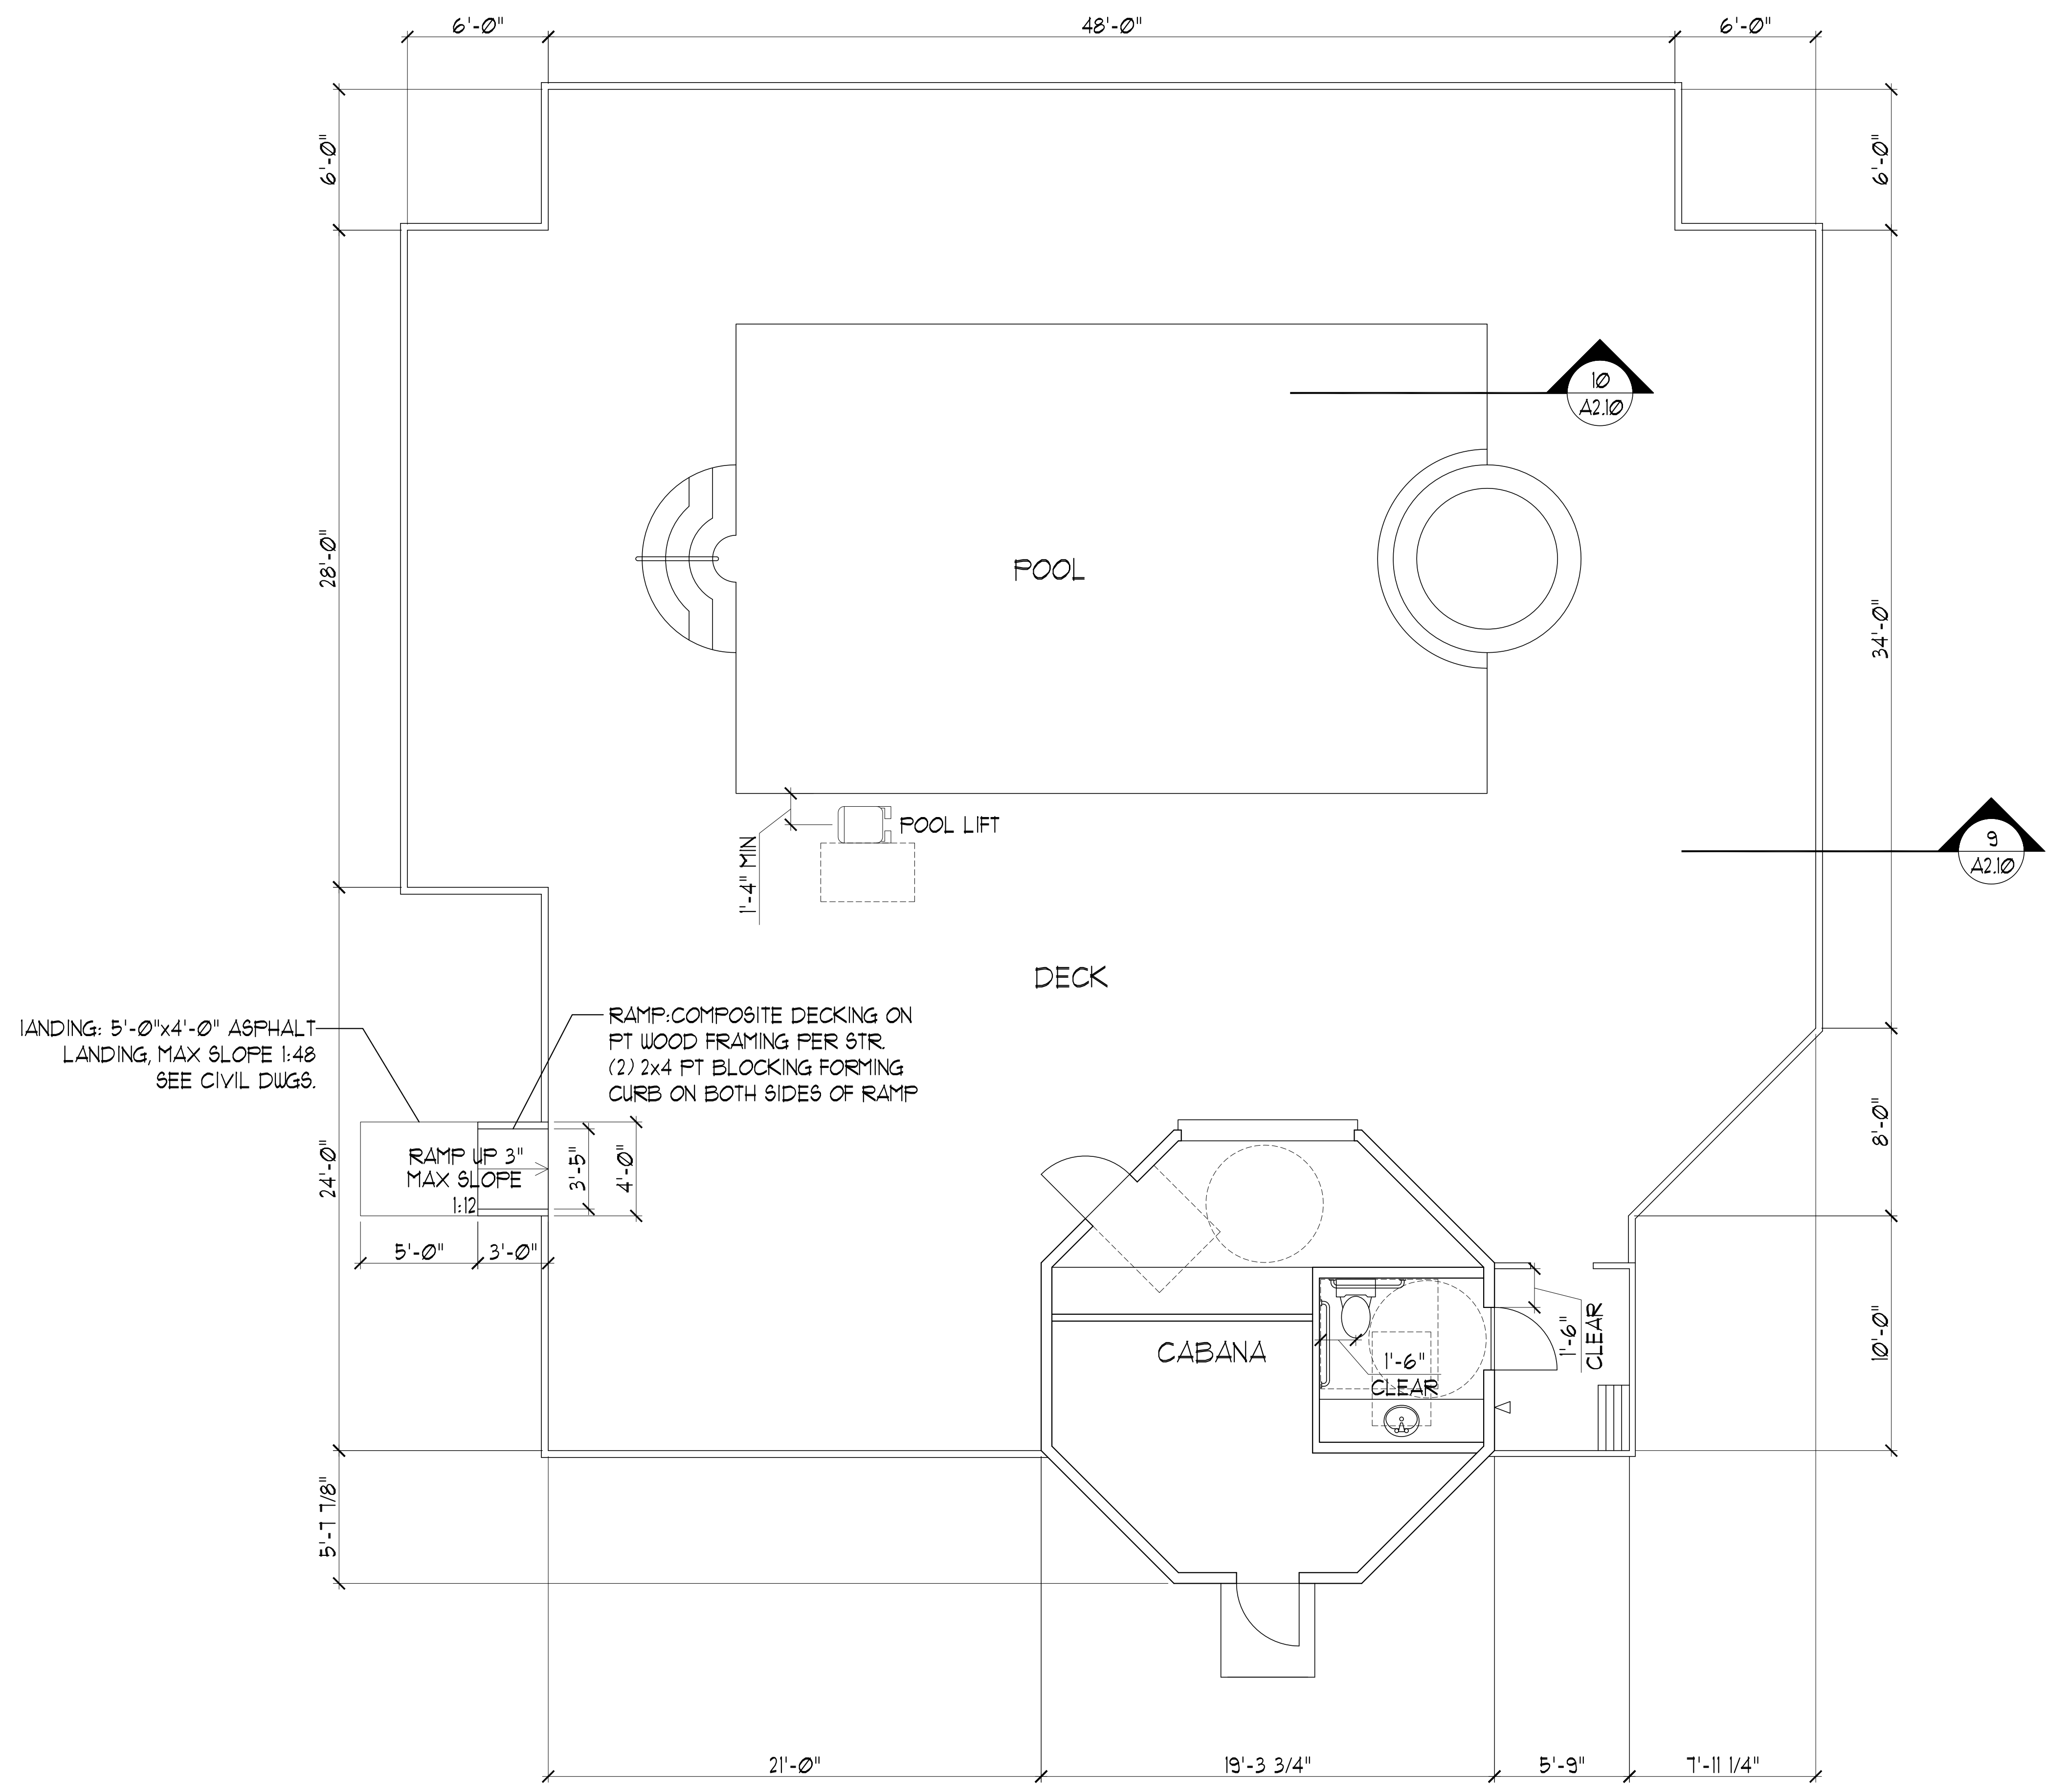 6'-0"
48'-0"
6'-0"
6'-0"
6'-0"
10
A2.10
28'-0"
POOL
34'-0"
POOL LIFT
1'-4" MIN
9
A2.10
DECK
LANDING: 5'-0"x4'-0" ASPHALT
LANDING, MAX SLOPE 1:48
SEE CIVIL DWGS.
RAMP:COMPOSITE DECKING ON
PT WOOD FRAMING PER STR.
(2) 2x4 PT BLOCKING FORMING
CURB ON BOTH SIDES OF RAMP
8'-0"
24'-0"
RAMP UP 3"
MAX SLOPE
1:12
3'-5"
4'-0"
5'-0"
3'-0"
CABANA
1'-6"
CLEAR
1'-6"
CLEAR
10'-0"
5'-7 7/8"
21'-0"
19'-3 3/4"
5'-9"
7'-11 1/4"